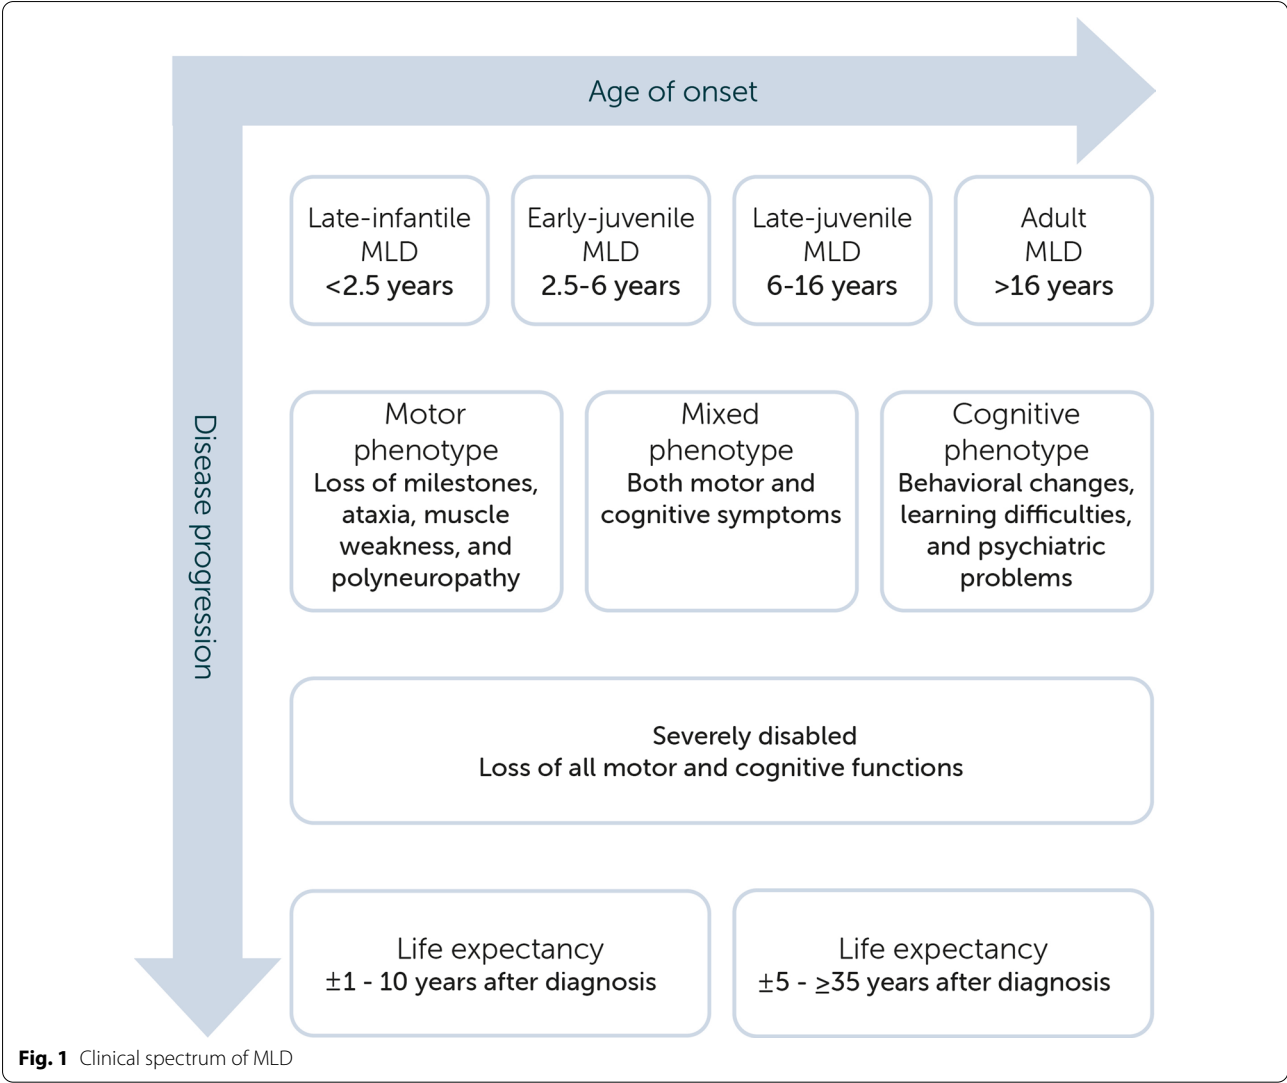 Age of onset
Late-infantile
MLD
<2.5 years
Early-juvenile
MLD
2.5-6 years
Late-juvenile
MLD
6-16 years
Adult
MLD
>16 years
Disease progression
Motor
phenotype
Loss of milestones,
ataxia, muscle
weakness, and
polyneuropathy
Mixed
phenotype
Both motor and
cognitive symptoms
Cognitive
phenotype
Behavioral changes,
learning difficulties,
and psychiatric
problems
Severely disabled
Loss of all motor and cognitive functions
Life expectancy
±1 - 10 years after diagnosis
Life expectancy
±5 - ≥35 years after diagnosis
Fig. 1 Clinical spectrum of MLD